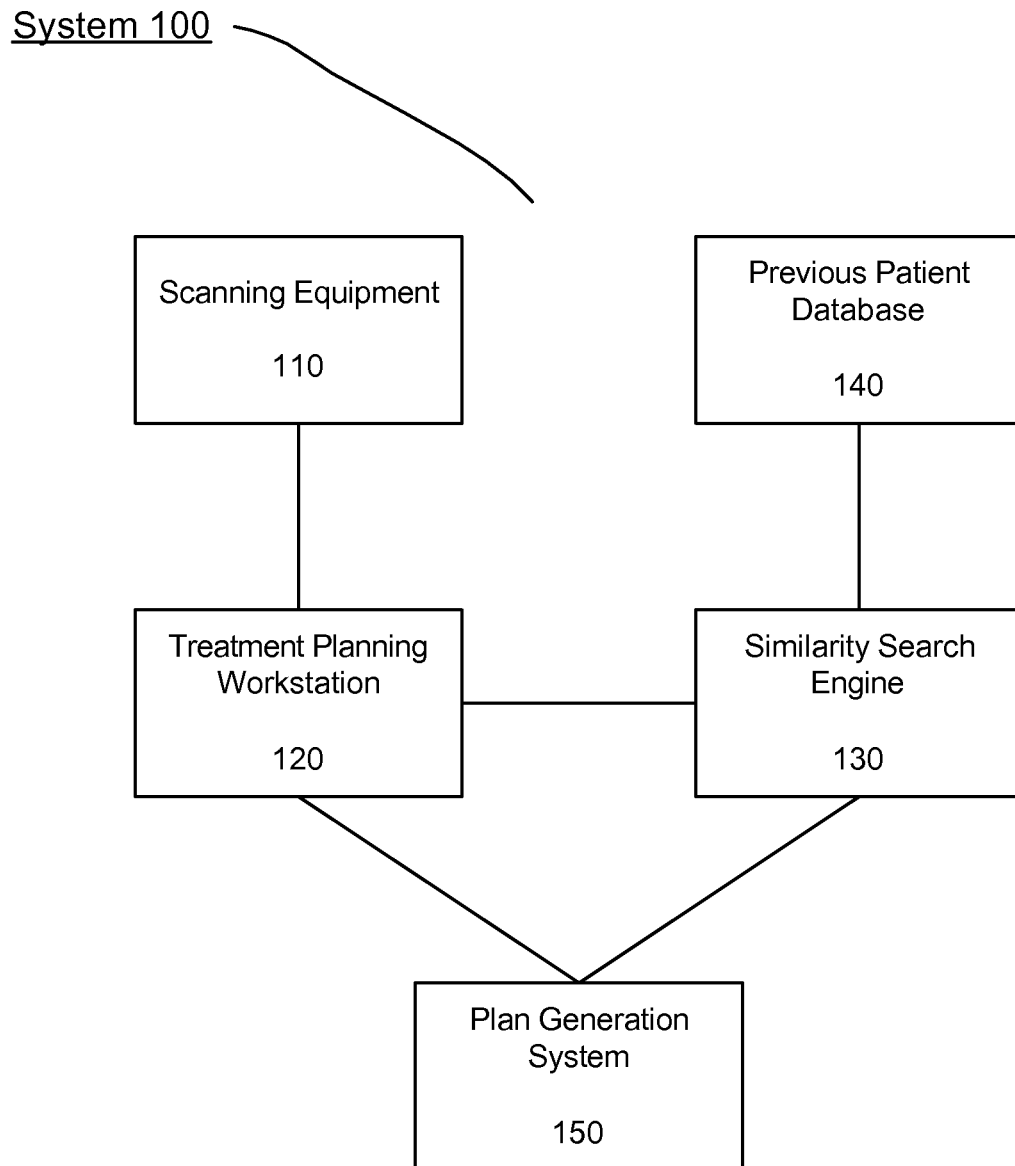 System 100
Scanning Equipment
110
Previous Patient
Database
140
Treatment Planning
Workstation
120
Similarity Search
Engine
130
Plan Generation
System
150